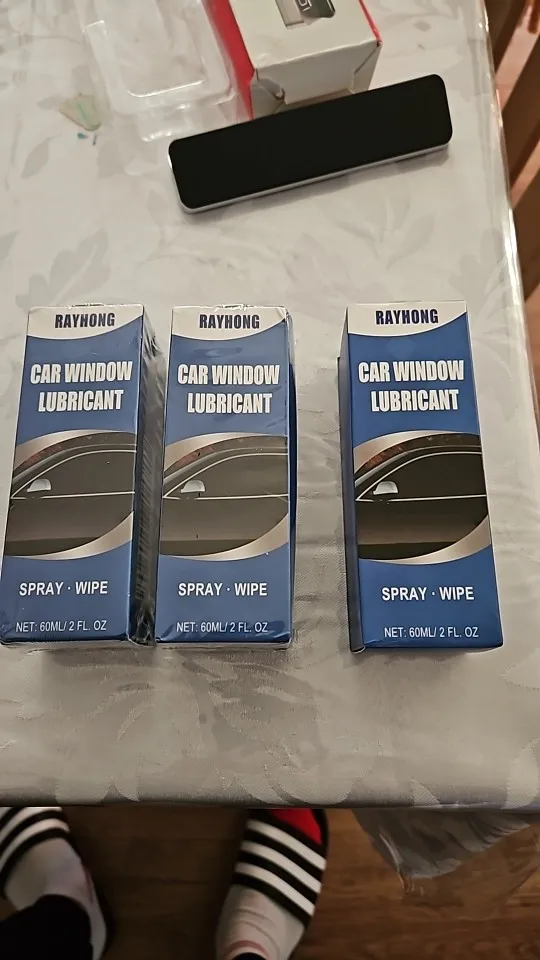 RAYHONG
CAR WINDOW
LUBRICANT
SPRAY · WIPE
NET: 60ML/ 2 FL. OZ
RAYHONG
CAR WINDOW
LUBRICANT
SPRAY · WIPE
NET: 60ML/ 2 FL. OZ
RAYHONG
CAR WINDOW
LUBRICANT
SPRAY · WIPE
NET: 60ML/ 2 FL. OZ